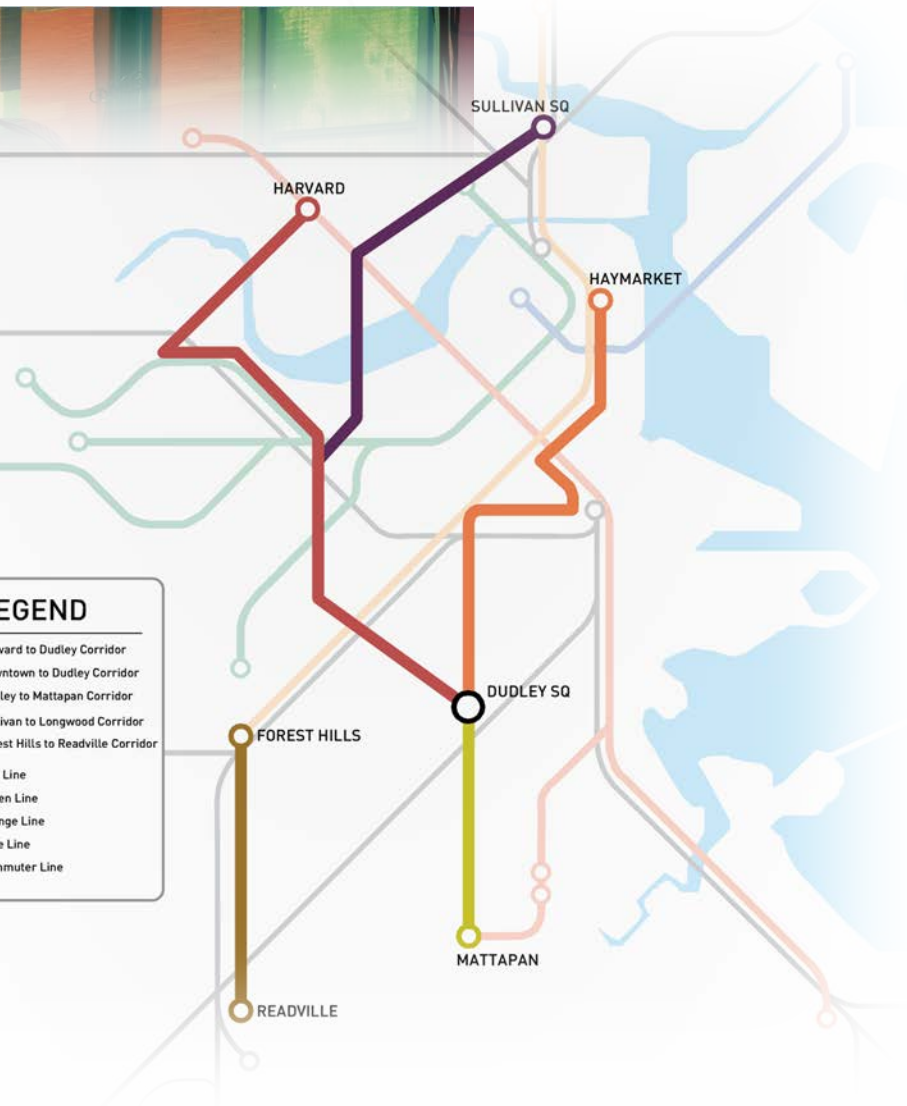 SULLIVAN SQ
HARVARD
HAYMARKET
EGEND
vard to Dudley Corridor
wntown to Dudley Corridor
ley to Mattapan Corridor
ivan to Longwood Corridor
est Hills to Readville Corridor
Line
en Line
nge Line
e Line
mmuter Line
DUDLEY SQ
FOREST HILLS
MATTAPAN
READVILLE